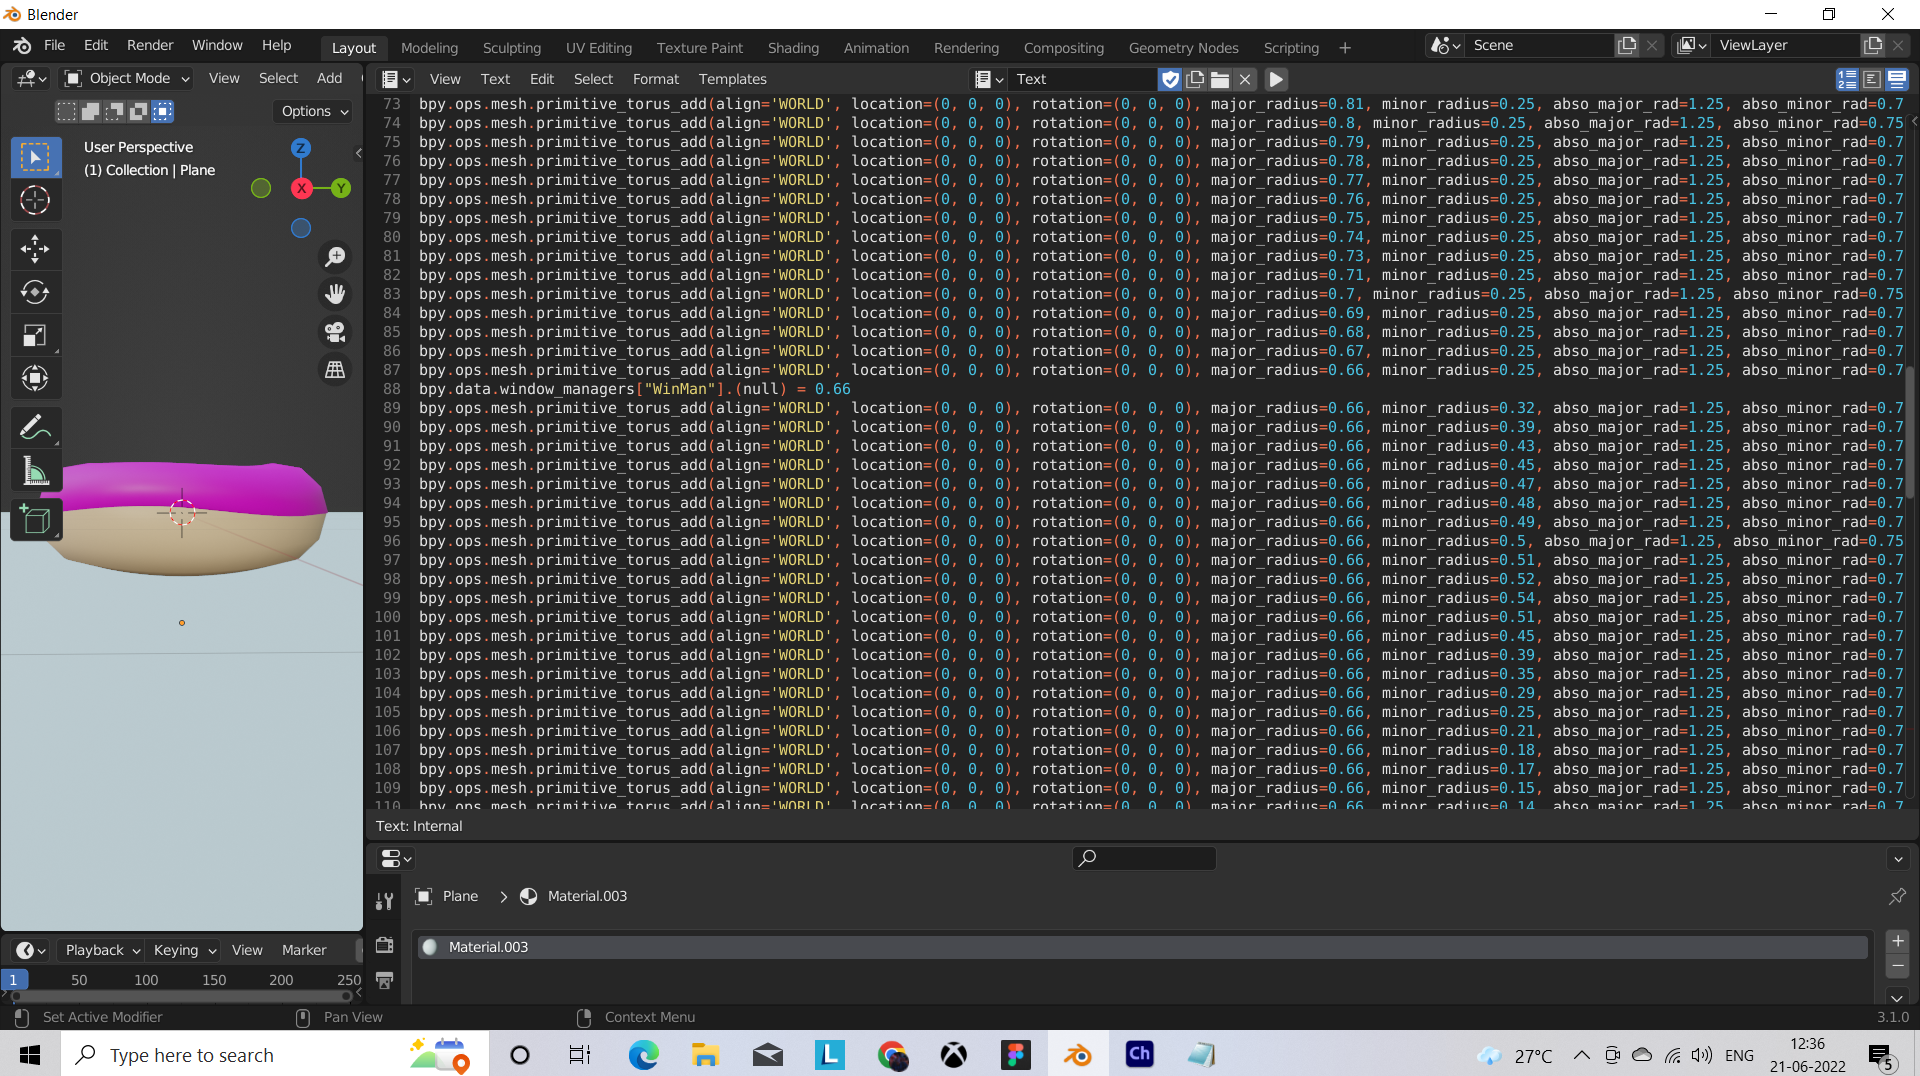 Blender
File Edit Render Window Help Layout Modeling Sculpting UV Editing Texture Paint Shading Animation Rendering Compositing Geometry Nodes Scripting + Scene ViewLayer
Object Mode View Select Add
View Text Edit Select Format Templates Text
Options
User Perspective
(1) Collection | Plane
Z
X
Y
73 bpy.ops.mesh.primitive_torus_add(align='WORLD', location=(0, 0, 0), rotation=(0, 0, 0), major_radius=0.81, minor_radius=0.25, abso_major_rad=1.25, abso_minor_rad=0.7
74 bpy.ops.mesh.primitive_torus_add(align='WORLD', location=(0, 0, 0), rotation=(0, 0, 0), major_radius=0.8, minor_radius=0.25, abso_major_rad=1.25, abso_minor_rad=0.75
75 bpy.ops.mesh.primitive_torus_add(align='WORLD', location=(0, 0, 0), rotation=(0, 0, 0), major_radius=0.79, minor_radius=0.25, abso_major_rad=1.25, abso_minor_rad=0.7
76 bpy.ops.mesh.primitive_torus_add(align='WORLD', location=(0, 0, 0), rotation=(0, 0, 0), major_radius=0.78, minor_radius=0.25, abso_major_rad=1.25, abso_minor_rad=0.7
77 bpy.ops.mesh.primitive_torus_add(align='WORLD', location=(0, 0, 0), rotation=(0, 0, 0), major_radius=0.77, minor_radius=0.25, abso_major_rad=1.25, abso_minor_rad=0.7
78 bpy.ops.mesh.primitive_torus_add(align='WORLD', location=(0, 0, 0), rotation=(0, 0, 0), major_radius=0.76, minor_radius=0.25, abso_major_rad=1.25, abso_minor_rad=0.7
79 bpy.ops.mesh.primitive_torus_add(align='WORLD', location=(0, 0, 0), rotation=(0, 0, 0), major_radius=0.75, minor_radius=0.25, abso_major_rad=1.25, abso_minor_rad=0.7
80 bpy.ops.mesh.primitive_torus_add(align='WORLD', location=(0, 0, 0), rotation=(0, 0, 0), major_radius=0.74, minor_radius=0.25, abso_major_rad=1.25, abso_minor_rad=0.7
81 bpy.ops.mesh.primitive_torus_add(align='WORLD', location=(0, 0, 0), rotation=(0, 0, 0), major_radius=0.73, minor_radius=0.25, abso_major_rad=1.25, abso_minor_rad=0.7
82 bpy.ops.mesh.primitive_torus_add(align='WORLD', location=(0, 0, 0), rotation=(0, 0, 0), major_radius=0.71, minor_radius=0.25, abso_major_rad=1.25, abso_minor_rad=0.7
83 bpy.ops.mesh.primitive_torus_add(align='WORLD', location=(0, 0, 0), rotation=(0, 0, 0), major_radius=0.7, minor_radius=0.25, abso_major_rad=1.25, abso_minor_rad=0.75
84 bpy.ops.mesh.primitive_torus_add(align='WORLD', location=(0, 0, 0), rotation=(0, 0, 0), major_radius=0.69, minor_radius=0.25, abso_major_rad=1.25, abso_minor_rad=0.7
85 bpy.ops.mesh.primitive_torus_add(align='WORLD', location=(0, 0, 0), rotation=(0, 0, 0), major_radius=0.68, minor_radius=0.25, abso_major_rad=1.25, abso_minor_rad=0.7
86 bpy.ops.mesh.primitive_torus_add(align='WORLD', location=(0, 0, 0), rotation=(0, 0, 0), major_radius=0.67, minor_radius=0.25, abso_major_rad=1.25, abso_minor_rad=0.7
87 bpy.ops.mesh.primitive_torus_add(align='WORLD', location=(0, 0, 0), rotation=(0, 0, 0), major_radius=0.66, minor_radius=0.25, abso_major_rad=1.25, abso_minor_rad=0.7
88 bpy.data.window_managers["WinMan"].(null) = 0.66
89 bpy.ops.mesh.primitive_torus_add(align='WORLD', location=(0, 0, 0), rotation=(0, 0, 0), major_radius=0.66, minor_radius=0.32, abso_major_rad=1.25, abso_minor_rad=0.7
90 bpy.ops.mesh.primitive_torus_add(align='WORLD', location=(0, 0, 0), rotation=(0, 0, 0), major_radius=0.66, minor_radius=0.39, abso_major_rad=1.25, abso_minor_rad=0.7
91 bpy.ops.mesh.primitive_torus_add(align='WORLD', location=(0, 0, 0), rotation=(0, 0, 0), major_radius=0.66, minor_radius=0.43, abso_major_rad=1.25, abso_minor_rad=0.7
92 bpy.ops.mesh.primitive_torus_add(align='WORLD', location=(0, 0, 0), rotation=(0, 0, 0), major_radius=0.66, minor_radius=0.45, abso_major_rad=1.25, abso_minor_rad=0.7
93 bpy.ops.mesh.primitive_torus_add(align='WORLD', location=(0, 0, 0), rotation=(0, 0, 0), major_radius=0.66, minor_radius=0.47, abso_major_rad=1.25, abso_minor_rad=0.7
94 bpy.ops.mesh.primitive_torus_add(align='WORLD', location=(0, 0, 0), rotation=(0, 0, 0), major_radius=0.66, minor_radius=0.48, abso_major_rad=1.25, abso_minor_rad=0.7
95 bpy.ops.mesh.primitive_torus_add(align='WORLD', location=(0, 0, 0), rotation=(0, 0, 0), major_radius=0.66, minor_radius=0.49, abso_major_rad=1.25, abso_minor_rad=0.7
96 bpy.ops.mesh.primitive_torus_add(align='WORLD', location=(0, 0, 0), rotation=(0, 0, 0), major_radius=0.66, minor_radius=0.5, abso_major_rad=1.25, abso_minor_rad=0.75
97 bpy.ops.mesh.primitive_torus_add(align='WORLD', location=(0, 0, 0), rotation=(0, 0, 0), major_radius=0.66, minor_radius=0.51, abso_major_rad=1.25, abso_minor_rad=0.7
98 bpy.ops.mesh.primitive_torus_add(align='WORLD', location=(0, 0, 0), rotation=(0, 0, 0), major_radius=0.66, minor_radius=0.52, abso_major_rad=1.25, abso_minor_rad=0.7
99 bpy.ops.mesh.primitive_torus_add(align='WORLD', location=(0, 0, 0), rotation=(0, 0, 0), major_radius=0.66, minor_radius=0.54, abso_major_rad=1.25, abso_minor_rad=0.7
100 bpy.ops.mesh.primitive_torus_add(align='WORLD', location=(0, 0, 0), rotation=(0, 0, 0), major_radius=0.66, minor_radius=0.51, abso_major_rad=1.25, abso_minor_rad=0.7
101 bpy.ops.mesh.primitive_torus_add(align='WORLD', location=(0, 0, 0), rotation=(0, 0, 0), major_radius=0.66, minor_radius=0.45, abso_major_rad=1.25, abso_minor_rad=0.7
102 bpy.ops.mesh.primitive_torus_add(align='WORLD', location=(0, 0, 0), rotation=(0, 0, 0), major_radius=0.66, minor_radius=0.39, abso_major_rad=1.25, abso_minor_rad=0.7
103 bpy.ops.mesh.primitive_torus_add(align='WORLD', location=(0, 0, 0), rotation=(0, 0, 0), major_radius=0.66, minor_radius=0.35, abso_major_rad=1.25, abso_minor_rad=0.7
104 bpy.ops.mesh.primitive_torus_add(align='WORLD', location=(0, 0, 0), rotation=(0, 0, 0), major_radius=0.66, minor_radius=0.29, abso_major_rad=1.25, abso_minor_rad=0.7
105 bpy.ops.mesh.primitive_torus_add(align='WORLD', location=(0, 0, 0), rotation=(0, 0, 0), major_radius=0.66, minor_radius=0.25, abso_major_rad=1.25, abso_minor_rad=0.7
106 bpy.ops.mesh.primitive_torus_add(align='WORLD', location=(0, 0, 0), rotation=(0, 0, 0), major_radius=0.66, minor_radius=0.21, abso_major_rad=1.25, abso_minor_rad=0.7
107 bpy.ops.mesh.primitive_torus_add(align='WORLD', location=(0, 0, 0), rotation=(0, 0, 0), major_radius=0.66, minor_radius=0.18, abso_major_rad=1.25, abso_minor_rad=0.7
108 bpy.ops.mesh.primitive_torus_add(align='WORLD', location=(0, 0, 0), rotation=(0, 0, 0), major_radius=0.66, minor_radius=0.17, abso_major_rad=1.25, abso_minor_rad=0.7
109 bpy.ops.mesh.primitive_torus_add(align='WORLD', location=(0, 0, 0), rotation=(0, 0, 0), major_radius=0.66, minor_radius=0.15, abso_major_rad=1.25, abso_minor_rad=0.7
110 bpy.ops.mesh.primitive_torus_add(align='WORLD', location=(0, 0, 0), rotation=(0, 0, 0), major_radius=0.66, minor_radius=0.14, abso_major_rad=1.25, abso_minor_rad=0.7
Text: Internal
Plane > Material.003
Material.003
Playback Keying View Marker
1 50 100 150 200 250
Set Active Modifier Pan View Context Menu 3.1.0
Type here to search
L
Ch
27°C ENG
12:36
21-06-2022
5